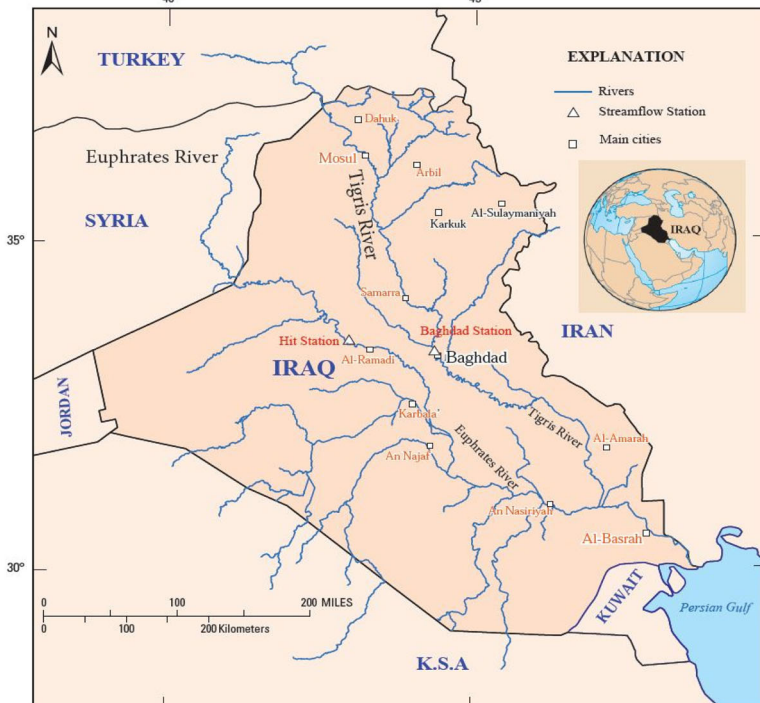 N
TURKEY
EXPLANATION
Rivers
Streamflow Station
Main cities
Dahuk
Euphrates River
Mosul
Arbil
Tigris River
SYRIA
Al-Sulaymaniyah
Karkuk
IRAQ
35°
Samarra
Baghdad Station
IRAN
Hit Station
Baghdad
Al-Ramadi
IRAQ
JORDAN
Karbala
Tigris River
Euphrates River
Al-Amarah
An Najaf
An Nasiriyah
Al-Basrah
30°
KUWAIT
Persian Gulf
0 100 200 MILES
0 100 200 Kilometers
K.S.A